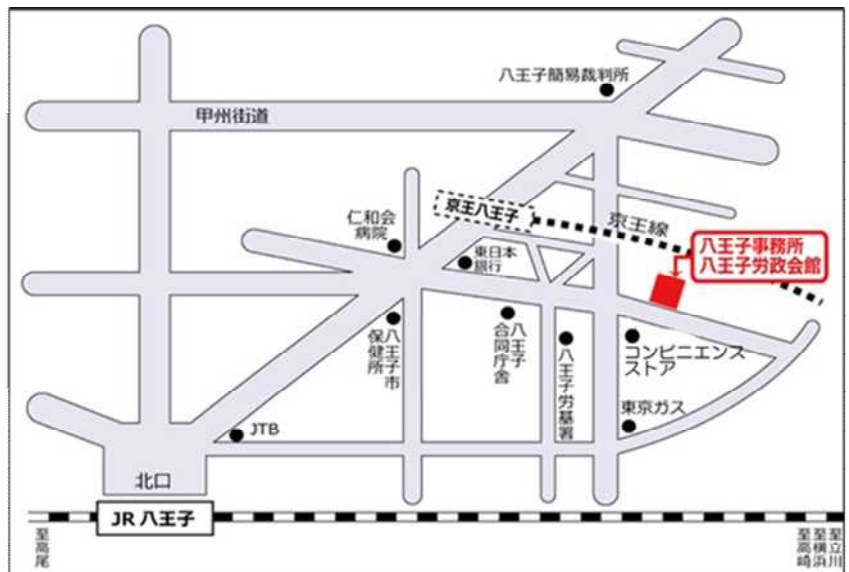 八王子簡易裁判所
甲州街道
仁和会
病院
京王八王子
京王線
東日本
銀行
八王子事務所
八王子労政会館
八王子市
保健所
八王子
合同庁舎
八王子労基署
コンビニエンス
ストア
東京ガス
JTB
北口
JR 八王子
至高尾
至高崎
至横浜
至立川